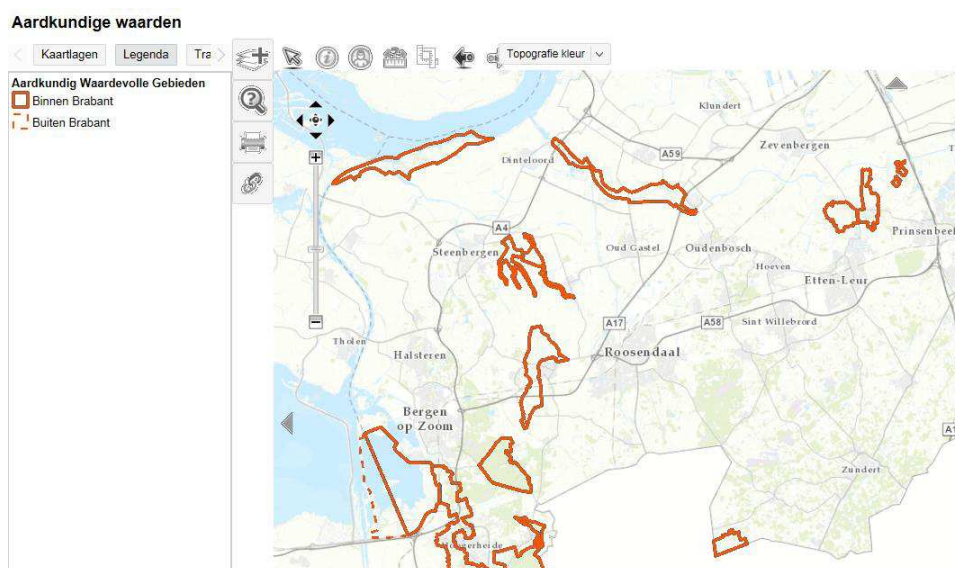 Aardkundige waarden
Kaartlagen
Legenda
Tra
Topografie kleur
Aardkundig Waardevolle Gebieden
Binnen Brabant
Buiten Brabant
Klundert
A59
Zevenbergen
Dinteloord
A4
Steenbergen
Oud Gastel
Oudenbosch
Prinsenbeek
Hoeven
Etten-Leur
Tholen
A17
A58
Sint Willebrord
Halsteren
Roosendaal
Bergen
op Zoom
A1
Zundert